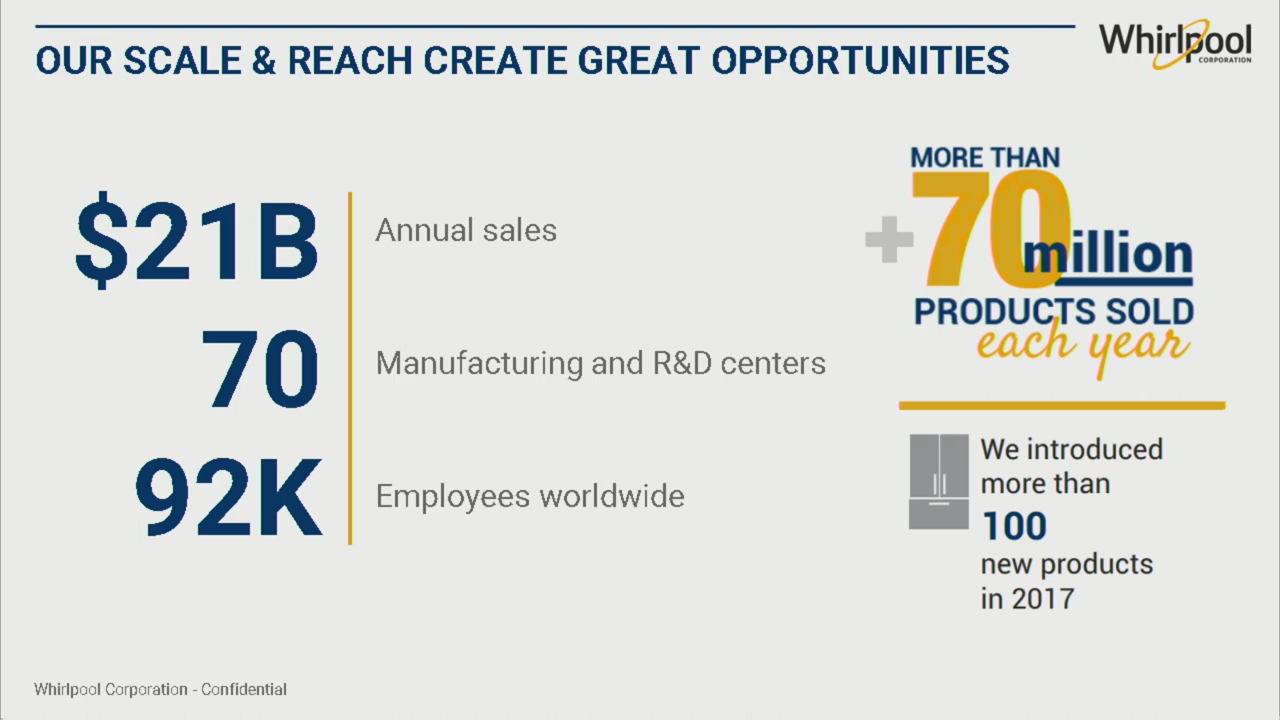 OUR SCALE & REACH CREATE GREAT OPPORTUNITIES
Whirlpool
CORPORATION
$21B
Annual sales
70
Manufacturing and R&D centers
92K
Employees worldwide
+
MORE THAN
70
million
PRODUCTS SOLD
each year
We introduced
more than
100
new products
in 2017
Whirlpool Corporation - Confidential